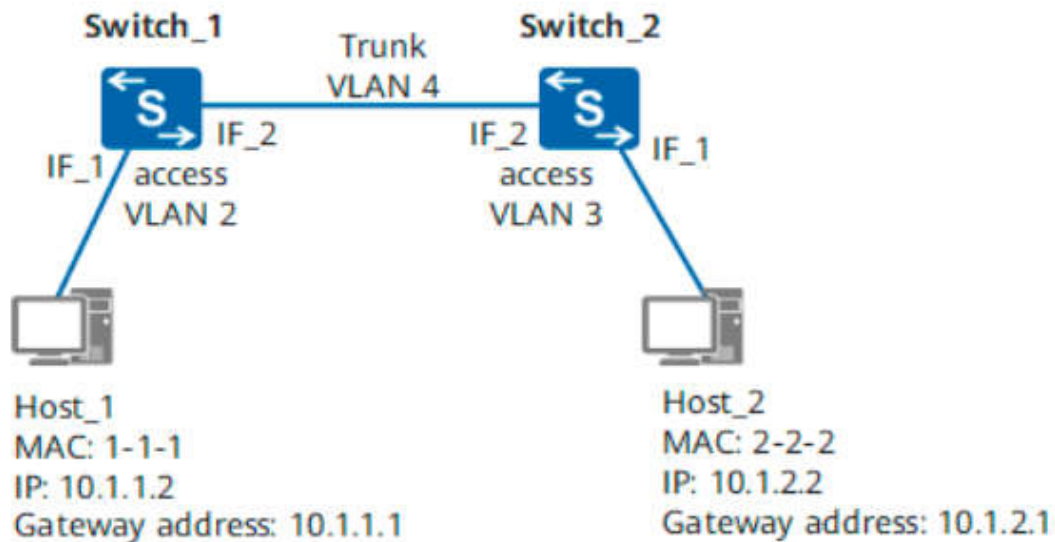 Switch_1
Switch_2
Trunk
VLAN 4
S
S
IF_2
IF_2
IF_1
IF_1
access
VLAN 2
access
VLAN 3
Host_1
MAC: 1-1-1
IP: 10.1.1.2
Gateway address: 10.1.1.1
Host_2
MAC: 2-2-2
IP: 10.1.2.2
Gateway address: 10.1.2.1